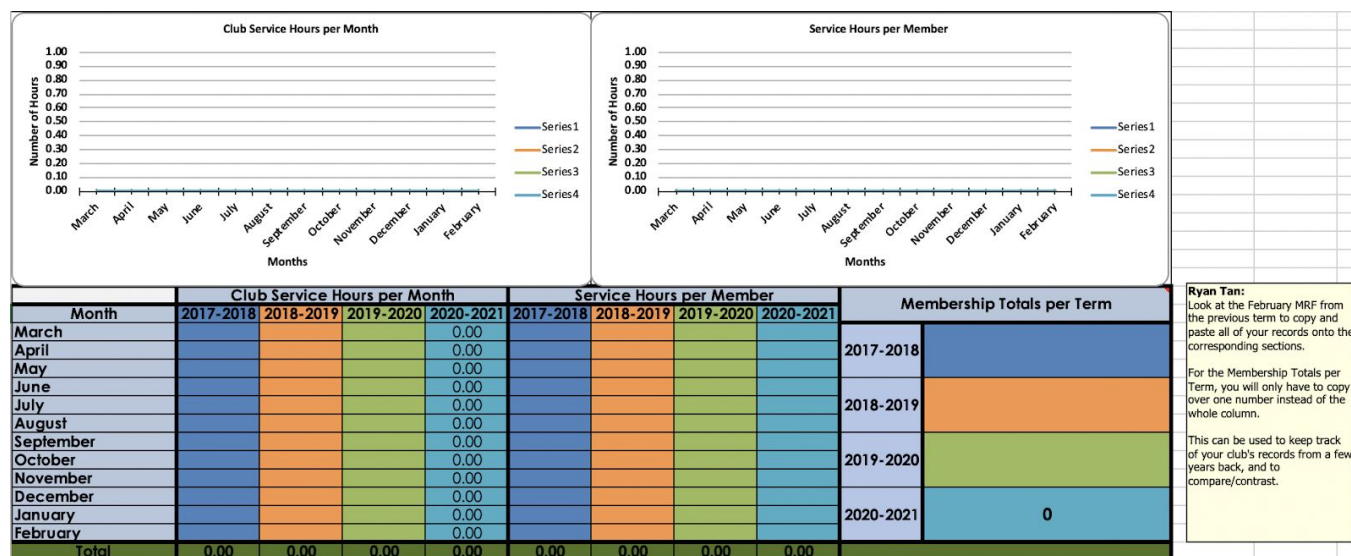 Club Service Hours per Month
Number of Hours
1.00
0.90
0.80
0.70
0.60
0.50
0.40
0.30
0.20
0.10
0.00
March April May June July August September October November December January February
Months
Series1
Series2
Series3
Series4
Service Hours per Member
Number of Hours
1.00
0.90
0.80
0.70
0.60
0.50
0.40
0.30
0.20
0.10
0.00
March April May June July August September October November December January February
Months
Series1
Series2
Series3
Series4
Club Service Hours per Month Service Hours per Member Membership Totals per Term
Month 2017-2018 2018-2019 2019-2020 2020-2021 2017-2018 2018-2019 2019-2020 2020-2021
March 0.00
April 0.00
May 0.00
June 0.00
July 0.00
August 0.00
September 0.00
October 0.00
November 0.00
December 0.00
January 0.00
February 0.00
Total 0.00 0.00 0.00 0.00 0.00 0.00 0.00 0.00
2017-2018
2018-2019
2019-2020
2020-2021 0
Ryan Tan:
Look at the February MRF from
the previous term to copy and
paste all of your records onto the
corresponding sections.
For the Membership Totals per
Term, you will only have to copy
over one number instead of the
whole column.
This can be used to keep track
of your club's records from a few
years back, and to
compare/contrast.